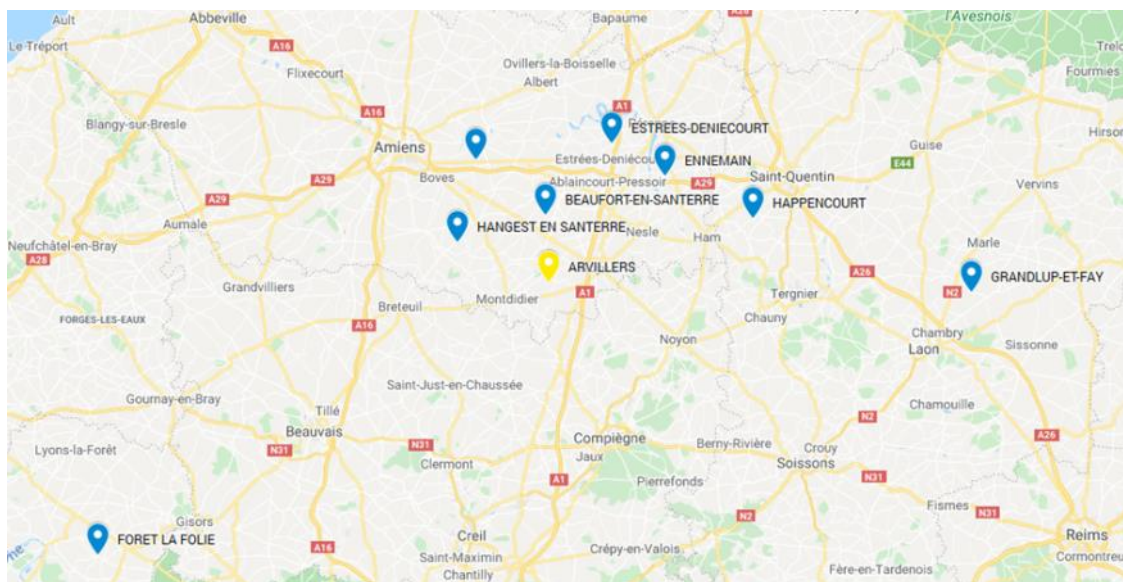 Ault
Abbeville
Bapaume
A26
l'Avesnois
Le Tréport
A16
Trelo
Ovillers-la-Boisselle
Flixecourt
Albert
Fourmies
A16
A1
Blangy-sur-Bresle
ESTREES-DENIECOURT
Hirson
Amiens
Guise
Estrées-Deniécou
ENNEMAIN
E44
A29
Boves
Ablaincourt-Pressoir
A29
Saint-Quentin
Vervins
BEAUFORT-EN-SANTERRE
HAPPENCOURT
A29
Aumale
HANGEST EN SANTERRE
Nesle
Ham
Neufchâtel-en-Bray
Marle
A28
ARVILLERS
A26
GRANDLUP-ET-FAY
Grandvilliers
Montdidier
A1
Tergnier
N2
Breteuil
FORGES-LES-EAUX
A16
Chauny
Chambry
Noyon
Laon
Sissonne
Saint-Just-en-Chaussée
Gournay-en-Bray
Tillé
N2
Chamouille
Beauvais
Compiègne
A26
Lyons-la-Forêt
N31
N31
Jaux
Berny-Rivière
Crouy
Clermont
Soissons
A1
Pierrefonds
N31
Fismes
N31
Gisors
N2
FORET LA FOLIE
Creil
Reims
A16
Saint-Maximin
Crépy-en-Valois
Cormontreu
Chantilly
Fère-en-Tardenois